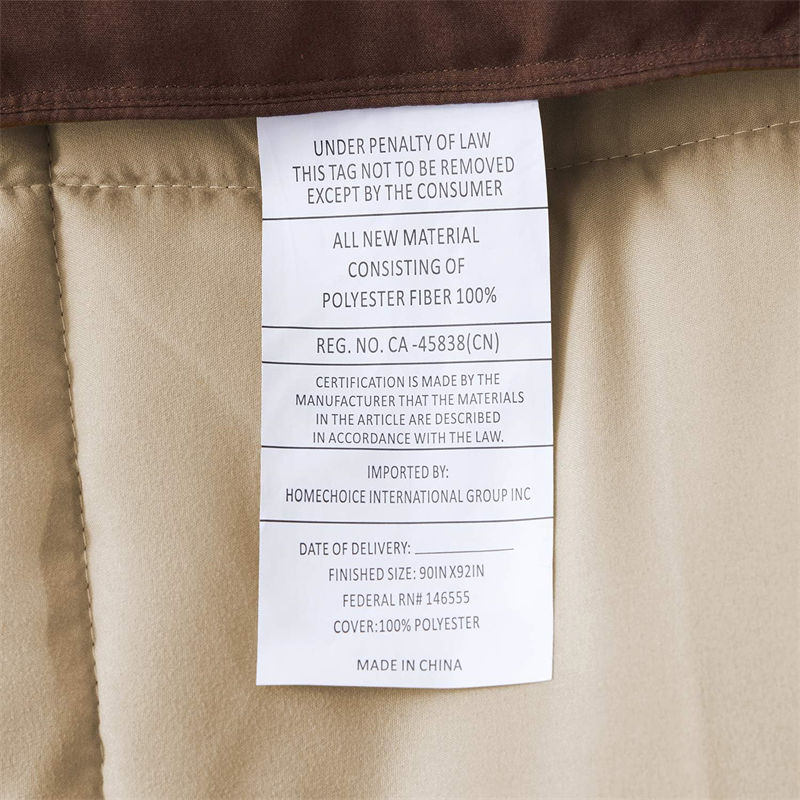 UNDER PENALTY OF LAW
THIS TAG NOT TO BE REMOVED
EXCEPT BY THE CONSUMER
ALL NEW MATERIAL
CONSISTING OF
POLYESTER FIBER 100%
REG. NO. CA -45838(CN)
CERTIFICATION IS MADE BY THE
MANUFACTURER THAT THE MATERIALS
IN THE ARTICLE ARE DESCRIBED
IN ACCORDANCE WITH THE LAW.
IMPORTED BY:
HOMECHOICE INTERNATIONAL GROUP INC
DATE OF DELIVERY: ____________
FINISHED SIZE: 90INX92IN
FEDERAL RN# 146555
COVER:100% POLYESTER
MADE IN CHINA